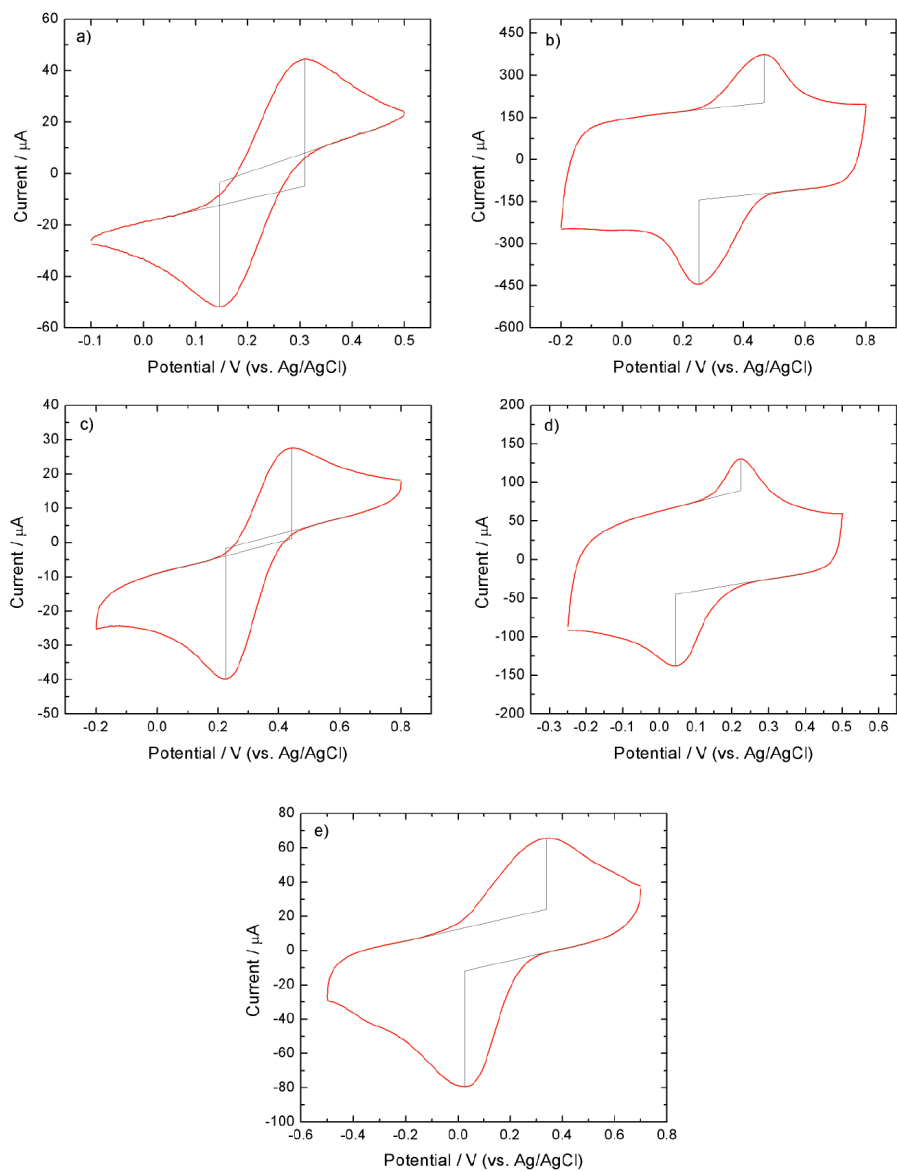 a)
60
40
20
0
-20
-40
-60
Current / µA
-0.1 0.0 0.1 0.2 0.3 0.4 0.5
Potential / V (vs. Ag/AgCl)
b)
450
300
150
0
-150
-300
-450
-600
Current / µA
-0.2 0.0 0.2 0.4 0.6 0.8
Potential / V (vs. Ag/AgCl)
c)
40
30
20
10
0
-10
-20
-30
-40
-50
Current / µA
-0.2 0.0 0.2 0.4 0.6 0.8
Potential / V (vs. Ag/AgCl)
d)
200
150
100
50
0
-50
-100
-150
-200
Current / µA
-0.3 -0.2 -0.1 0.0 0.1 0.2 0.3 0.4 0.5 0.6
Potential / V (vs. Ag/AgCl)
e)
80
60
40
20
0
-20
-40
-60
-80
-100
Current / µA
-0.6 -0.4 -0.2 0.0 0.2 0.4 0.6 0.8
Potential / V (vs. Ag/AgCl)